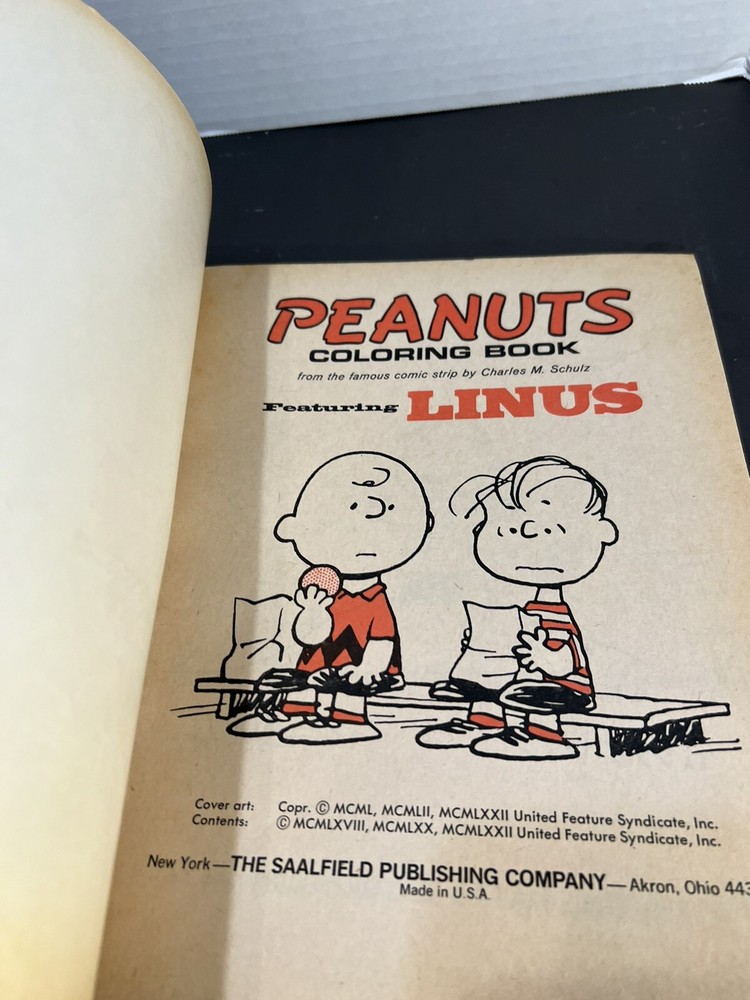 PEANUTS
COLORING BOOK
from the famous comic strip by Charles M. Schulz
Featuring LINUS
Cover art: Copr. © MCML, MCMLII, MCMLXXII United Feature Syndicate, Inc.
Contents: © MCMLXVIII, MCMLXX, MCMLXXII United Feature Syndicate, Inc.
New York—THE SAALFIELD PUBLISHING COMPANY—Akron, Ohio 443
Made in U.S.A.